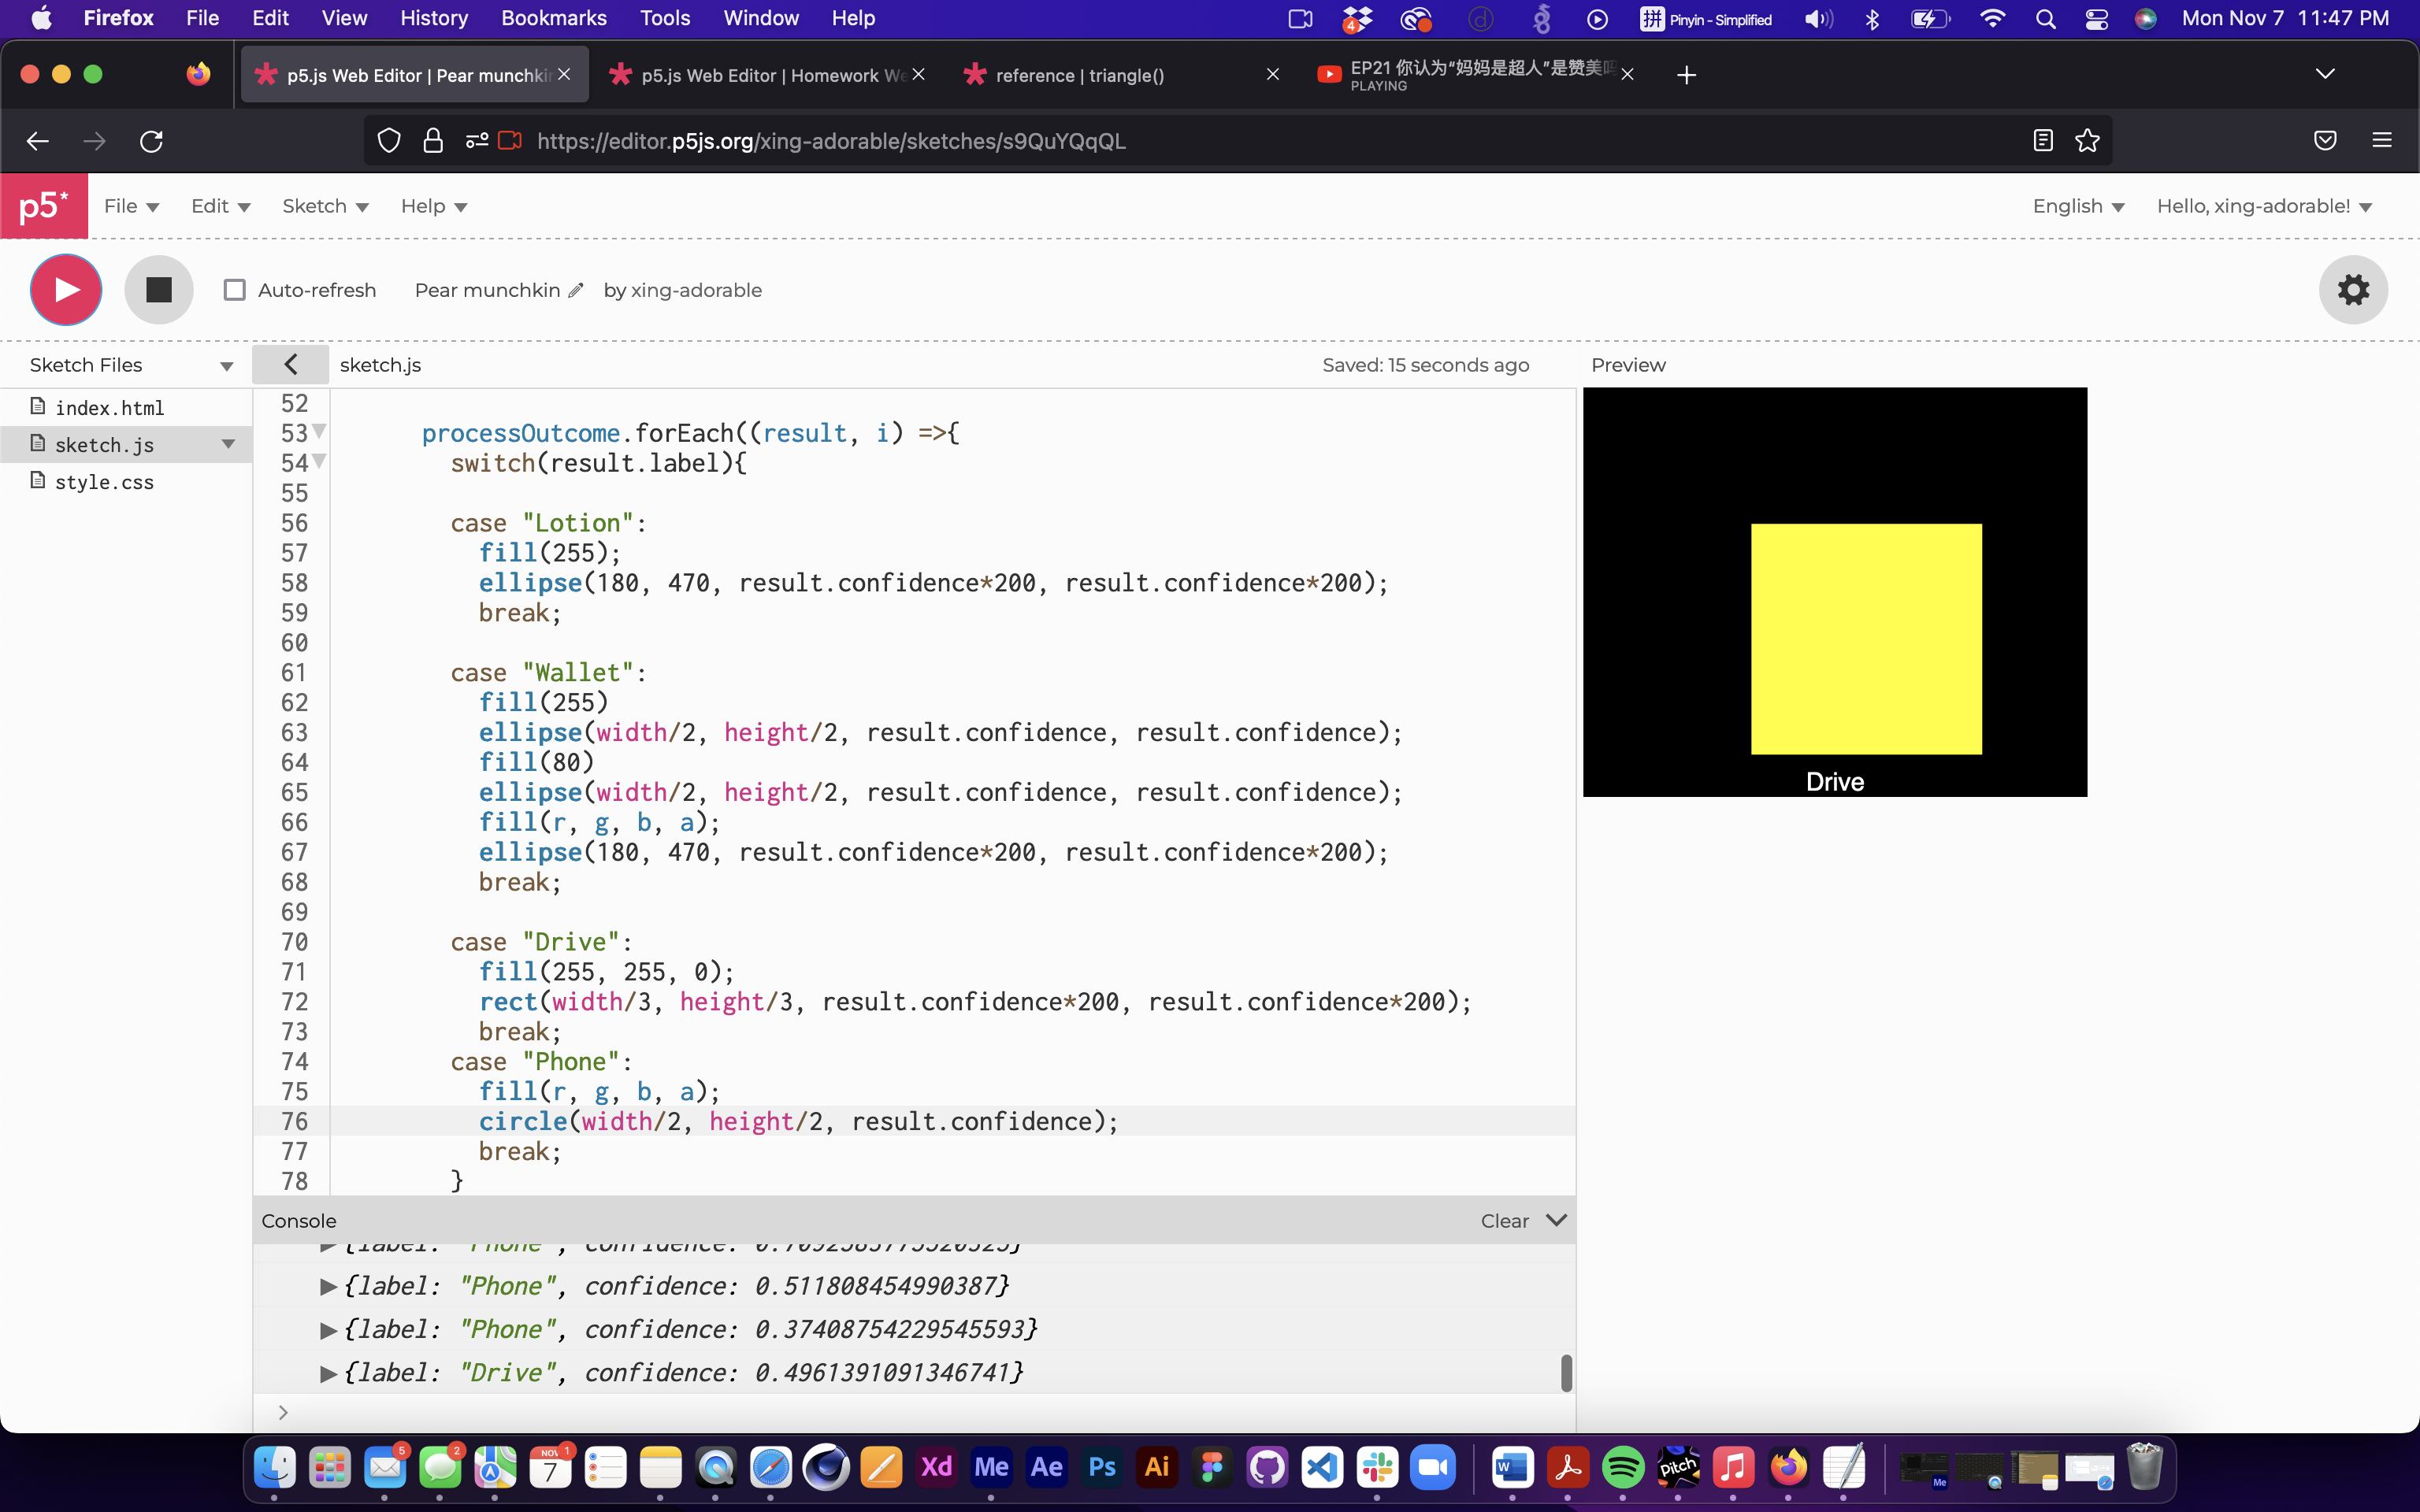 Firefox File Edit View History Bookmarks Tools Window Help
4 拼 Pinyin - Simplified Mon Nov 7 11:47 PM
p5.js Web Editor | Pear munchkin
p5.js Web Editor | Homework We
reference | triangle()
EP21 你认为“妈妈是超人”是赞美吗
PLAYING
https://editor.p5js.org/xing-adorable/sketches/s9QuYQqQL
p5* File Edit Sketch Help English Hello, xing-adorable!
Auto-refresh Pear munchkin by xing-adorable
Sketch Files sketch.js Saved: 15 seconds ago Preview
index.html
sketch.js
style.css
52
53 processOutcome.forEach((result, i) =>{
54 switch(result.label){
55
56 case "Lotion":
57 fill(255);
58 ellipse(180, 470, result.confidence*200, result.confidence*200);
59 break;
60
61 case "Wallet":
62 fill(255)
63 ellipse(width/2, height/2, result.confidence, result.confidence);
64 fill(80)
65 ellipse(width/2, height/2, result.confidence, result.confidence);
66 fill(r, g, b, a);
67 ellipse(180, 470, result.confidence*200, result.confidence*200);
68 break;
69
70 case "Drive":
71 fill(255, 255, 0);
72 rect(width/3, height/3, result.confidence*200, result.confidence*200);
73 break;
74 case "Phone":
75 fill(r, g, b, a);
76 circle(width/2, height/2, result.confidence);
77 break;
78 }
Drive
Console Clear
{label: "Phone", confidence:
{label: "Phone", confidence: 0.511808454990387}
{label: "Phone", confidence: 0.37408754229545593}
{label: "Drive", confidence: 0.4961391091346741}
>
5 2 NOV 7 1 Xd Me Ae Ps Ai W Pitch Me